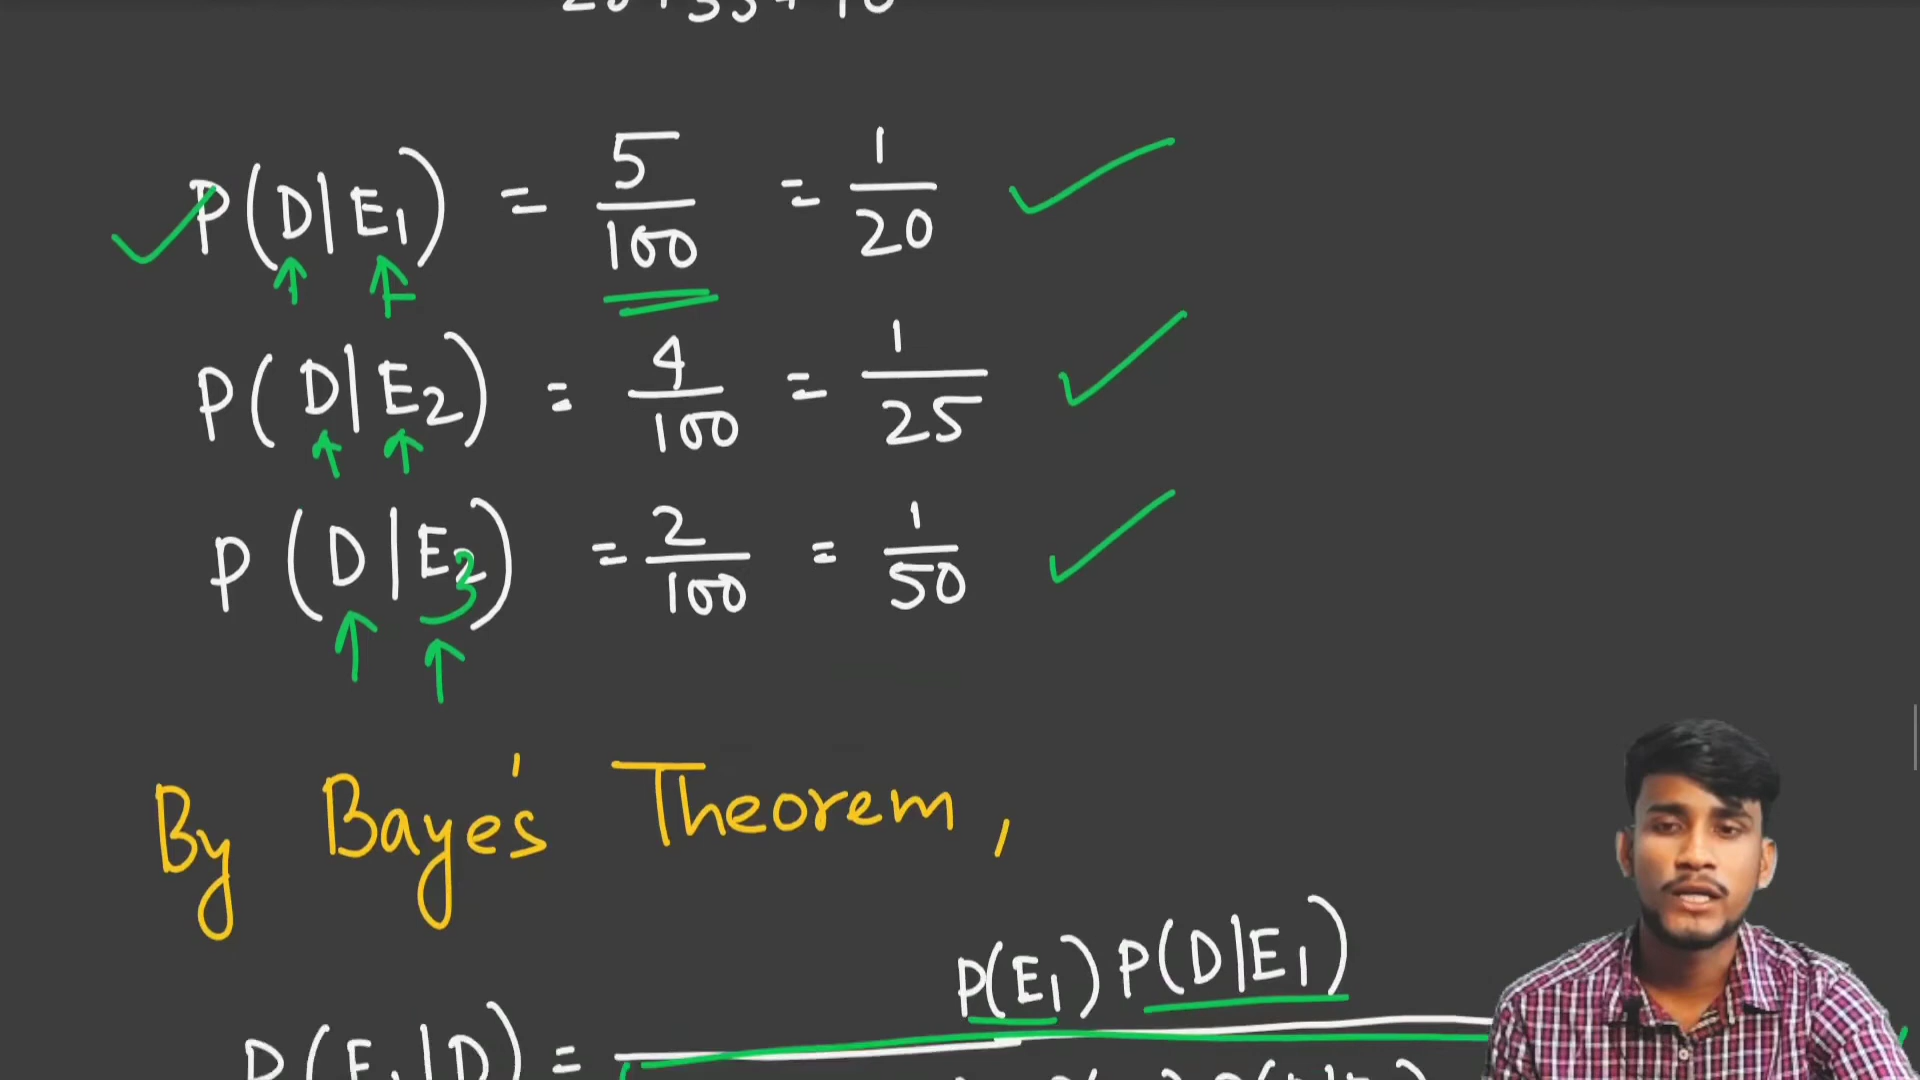 P(D|E1) = 5/100 = 1/20
P(D|E2) = 4/100 = 1/25
P(D|E3) = 2/100 = 1/50
By Baye's Theorem,
P(E1) P(D|E1)
P(E1|D) =